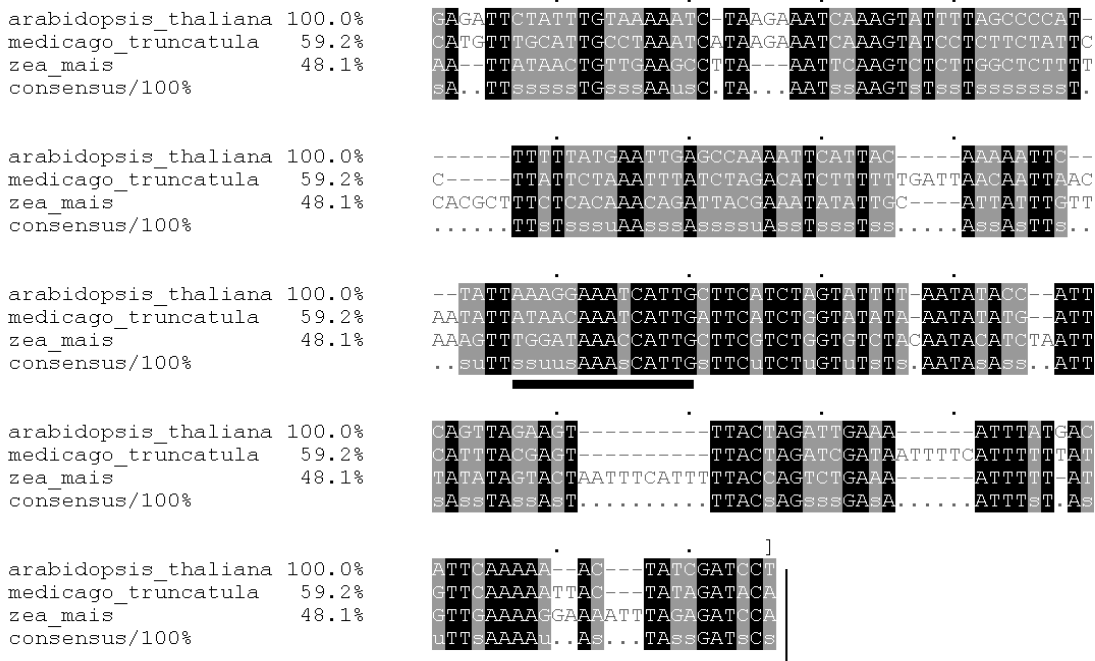 arabidopsis_thaliana 100.0% GAGATTCTATTTGTAAAAATC-TAAGAAATCAAAGTATTTTAGCCCCAT-
medicago_truncatula 59.2% CATGTTTGCATTGCCTAAATCATAAGAAATCAAAGTATCCTCTTCTATTC
zea_mais 48.1% AA--TTATAACTGTTGAAGCCTTA---AATTCAAGTCTCTTGGCTCTTTT
consensus/100% sA..TTsssssTGsssAAusC.TA...AATssAAGTsTssTsssssssT.
arabidopsis_thaliana 100.0% ------TTTTTATGAATTGAGCCAAAATTCATTAC-----AAAAATTC--
medicago_truncatula 59.2% C-----TTATTCTAAATTTATCTAGACATCTTTTTTGATTAACAATTAAC
zea_mais 48.1% CACGCTTTCTCACAAACAGATTACGAAATATATTGC----ATTATTTGTT
consensus/100% ......TTsTsssuAAsssAssssuAssTsssTss.....AssAsTTs..
arabidopsis_thaliana 100.0% --TATTAAAGGAAATCATTGCTTCATCTAGTATTTT-AATATACC--ATT
medicago_truncatula 59.2% AATATTATAACAAATCATTGATTCATCTGGTATATA-AATATATG--ATT
zea_mais 48.1% AAAGTTTGGATAAACCATTGCTTCGTCTGGTGTCTACAATACATCTAATT
consensus/100% ..suTTssuusAAAsCATTGsTTCuTCTuGTuTsTs.AATAsAss..ATT
arabidopsis_thaliana 100.0% CAGTTAGAAGT----------TTACTAGATTGAAA------ATTTATGAC
medicago_truncatula 59.2% CATTTACGAGT----------TTACTAGATCGATAATTTTCATTTTTTAT
zea_mais 48.1% TATATAGTACTAATTTCATTTTTACCAGTCTGAAA------ATTTTT-AT
consensus/100% sAssTAssAsT..........TTACsAGsssGAsA......ATTTsT.As
]
arabidopsis_thaliana 100.0% ATTCAAAAA--AC---TATCGATCCT
medicago_truncatula 59.2% GTTCAAAAATTAC---TATAGATACA
zea_mais 48.1% GTTGAAAAGGAAAATTTAGAGATCCA
consensus/100% uTTsAAAAu..As...TAssGATsCs